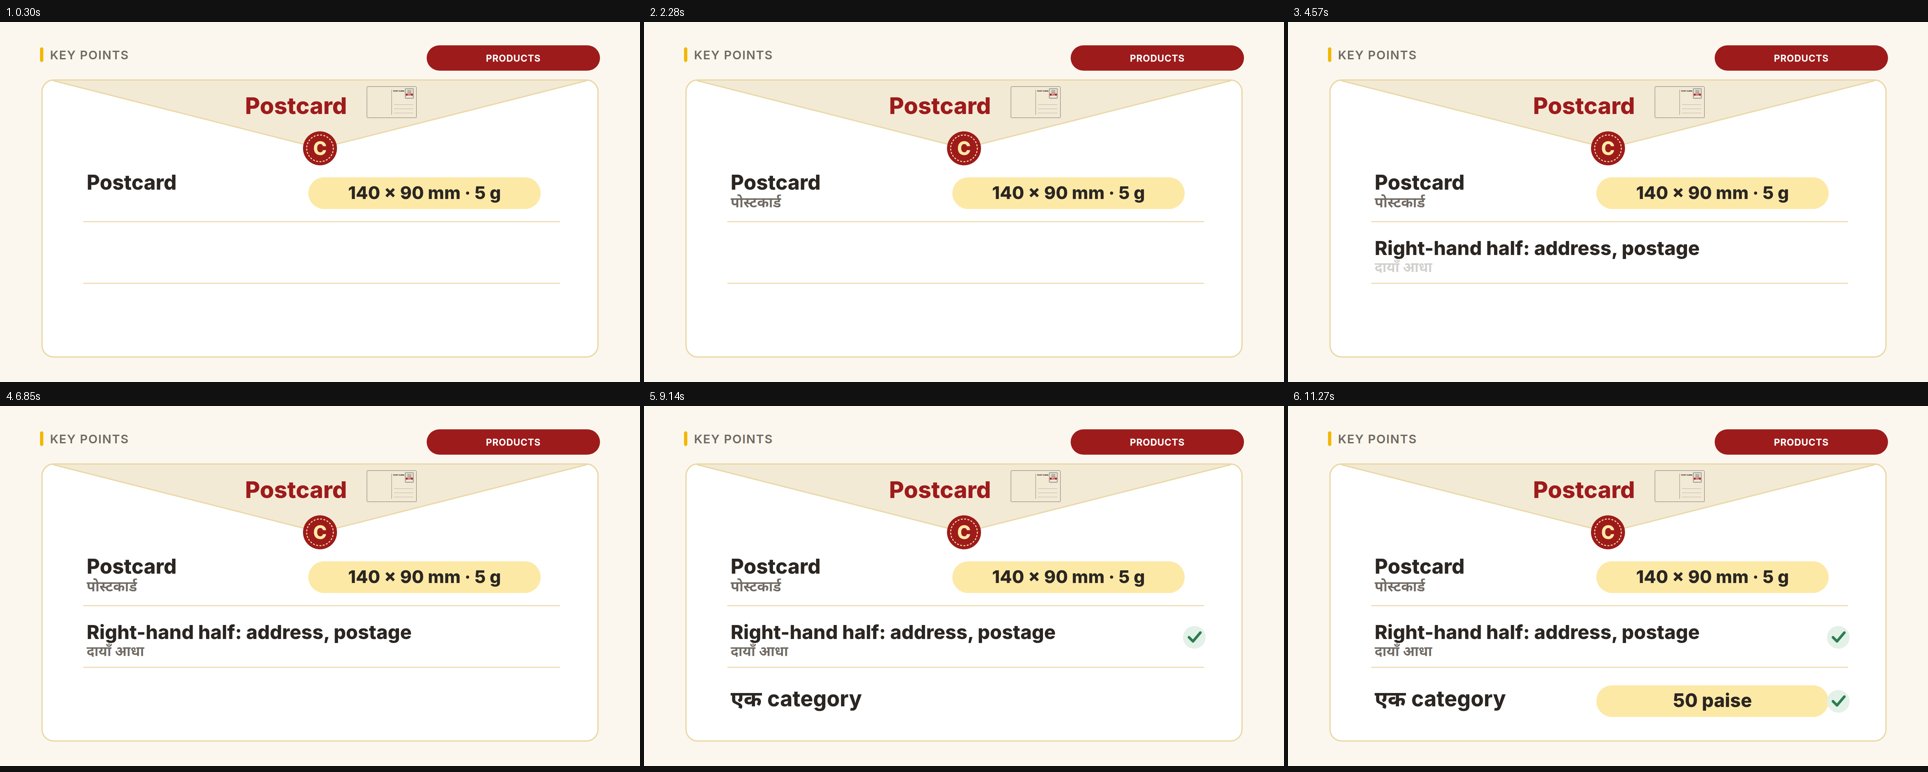 1. 0.30s
KEY POINTS
PRODUCTS
Postcard
C
Postcard
140 × 90 mm · 5 g
2. 2.28s
KEY POINTS
PRODUCTS
Postcard
C
Postcard
140 × 90 mm · 5 g
पोस्टकार्ड
3. 4.57s
KEY POINTS
PRODUCTS
Postcard
C
Postcard
140 × 90 mm · 5 g
पोस्टकार्ड
Right-hand half: address, postage
दायाँ आधा
4. 6.85s
KEY POINTS
PRODUCTS
Postcard
C
Postcard
140 × 90 mm · 5 g
पोस्टकार्ड
Right-hand half: address, postage
दायाँ आधा
5. 9.14s
KEY POINTS
PRODUCTS
Postcard
C
Postcard
140 × 90 mm · 5 g
पोस्टकार्ड
Right-hand half: address, postage
दायाँ आधा
एक category
6. 11.27s
KEY POINTS
PRODUCTS
Postcard
C
Postcard
140 × 90 mm · 5 g
पोस्टकार्ड
Right-hand half: address, postage
दायाँ आधा
एक category
50 paise